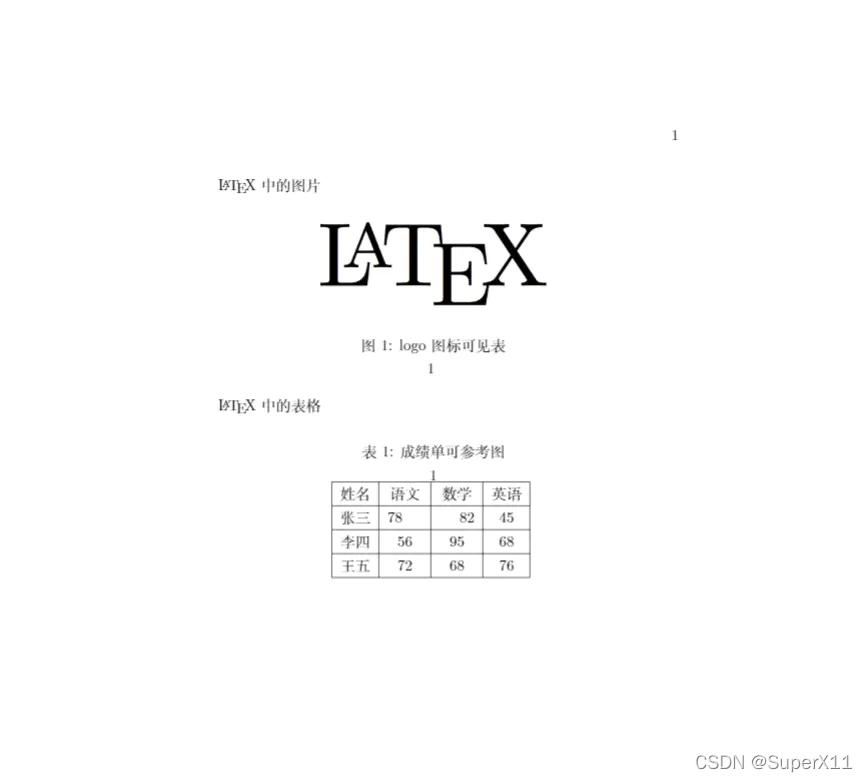 1
LATEX 中的图片
LATEX
图 1: logo 图标可见表
1
LATEX 中的表格
表 1: 成绩单可参考图
1
姓名 语文 数学 英语
张三 78 82 45
李四 56 95 68
王五 72 68 76
CSDN @SuperX11